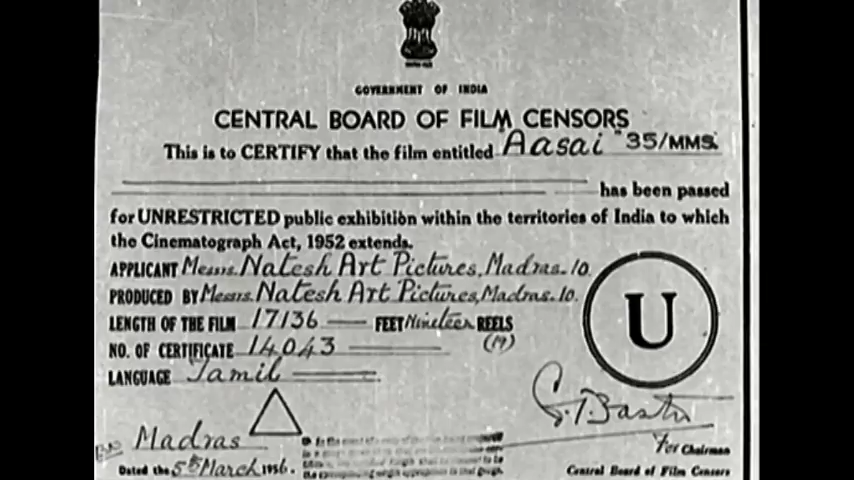 GOVERNMENT OF INDIA
CENTRAL BOARD OF FILM CENSORS
This is to CERTIFY that the film entitled "Aasai" 35/MMS.
has been passed
for UNRESTRICTED public exhibition within the territories of India to which
the Cinematograph Act, 1952 extends.
APPLICANT Messrs. Natesh Art Pictures, Madras-10.
PRODUCED BY Messrs. Natesh Art Pictures, Madras-10.
LENGTH OF THE FILM 17136 FEET Nineteen REELS
(19)
NO. OF CERTIFICATE 14043
LANGUAGE Tamil
U
Madras
For Chairman
Dated the 5th March 1956.
Central Board of Film Censors